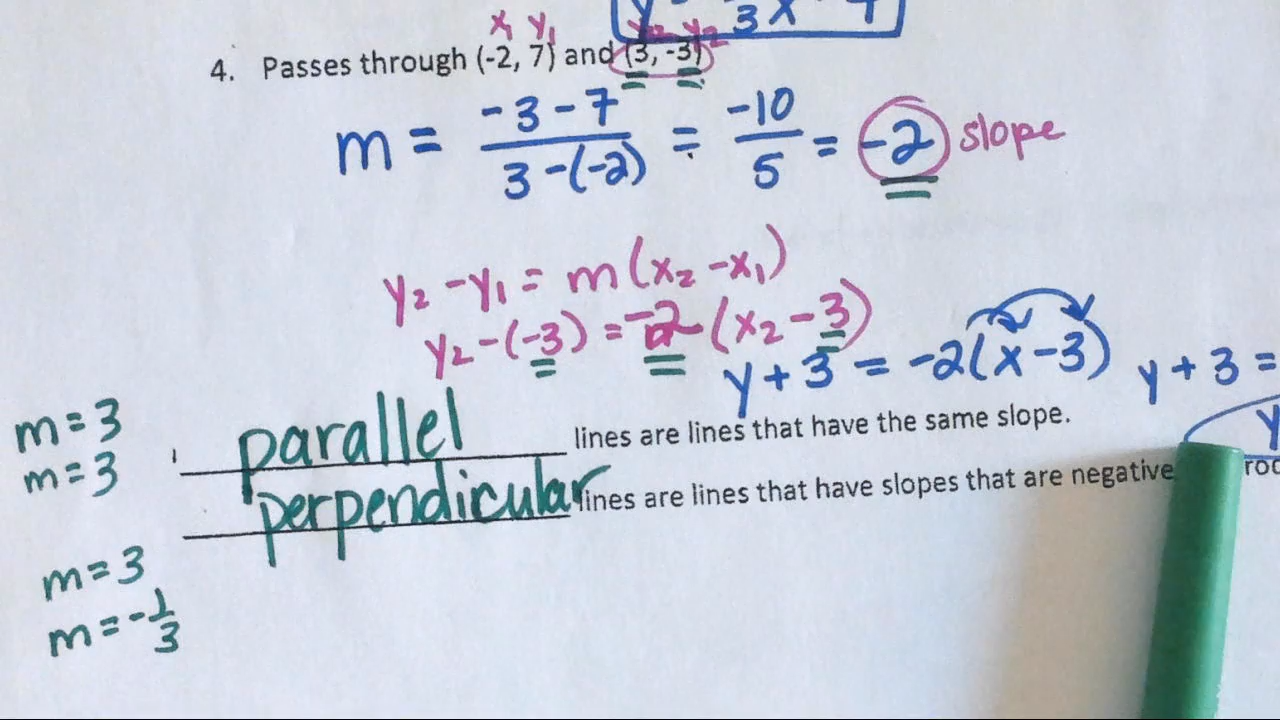 x₁ y₁
3x
4. Passes through (-2, 7) and (3, -3)
m = -3 - 7 / 3 - (-2) = -10 / 5 = -2 slope
y₂ - y₁ = m(x₂ - x₁)
y₂ - (-3) = -2 (x₂ - 3)
y + 3 = -2(x - 3) y + 3 =
m = 3
parallel lines are lines that have the same slope.
m = 3
perpendicular lines are lines that have slopes that are negative
m = 3
m = -1/3